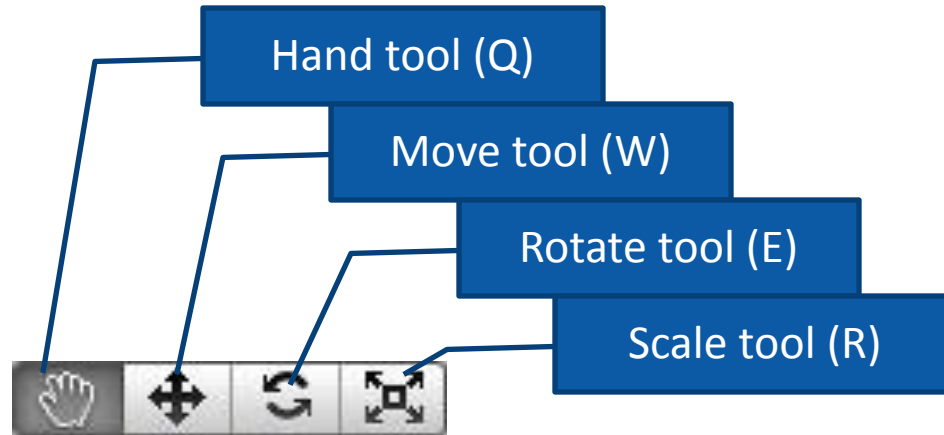 Hand tool (Q)
Move tool (W)
Rotate tool (E)
Scale tool (R)